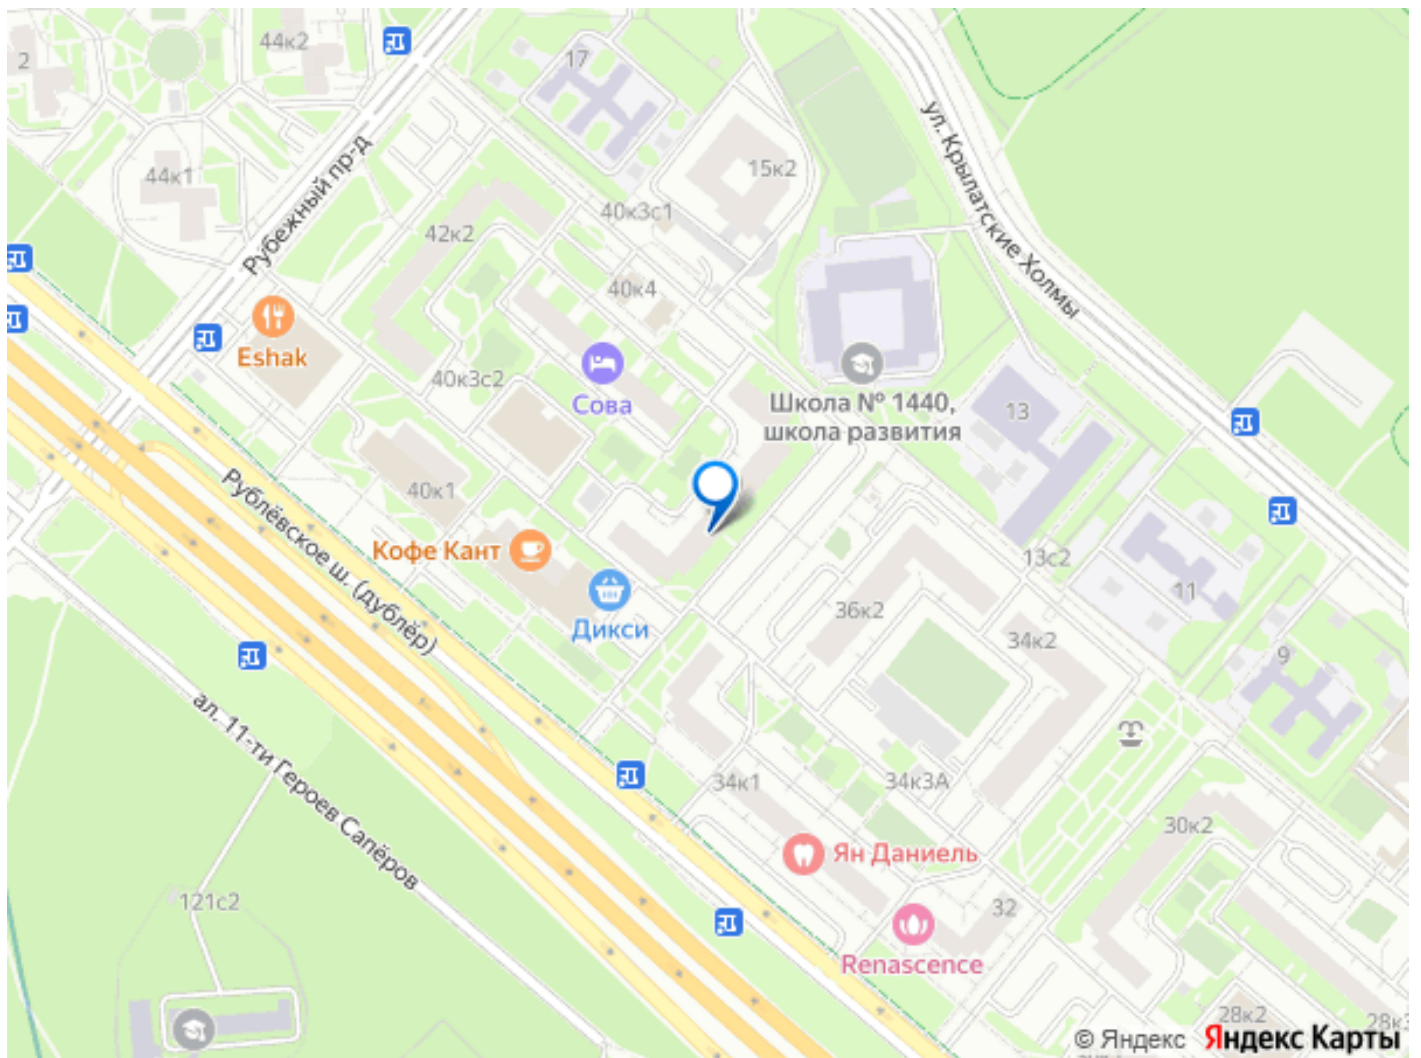 44к2
2
17
ул. Крылатские Холмы
Рубежный пр-д
44к1
15к2
40к3с1
42к2
40к4
Eshak
40к3с2
Сова
Школа № 1440,
школа развития
13
Рублёвское ш. (дублёр)
40к1
Кофе Кант
13с2
11
Дикси
36к2
34к2
9
ал. 11-ти Героев Сапёров
34к1
34к3А
30к2
Ян Даниель
121с2
32
Renascence
28к2
28к3
© Яндекс Яндекс Карты